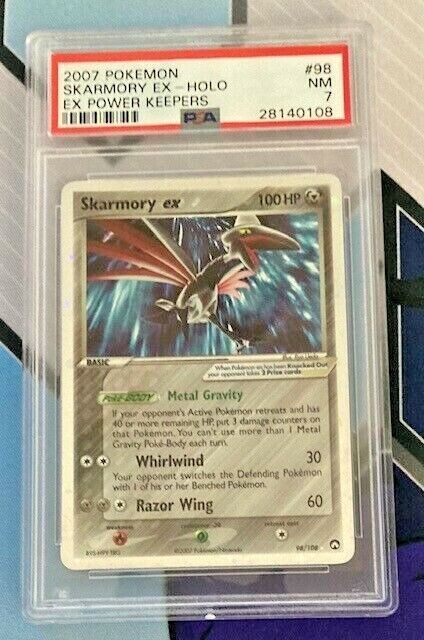 2007 POKEMON #98
SKARMORY EX - HOLO NM
EX POWER KEEPERS 7
PSA 28140108
Skarmory ex 100 HP
BASIC
Illus. Ryo Ueda
When Pokémon-ex has been Knocked Out,
your opponent takes 2 Prize cards.
Poké-BODY Metal Gravity
If your opponent's Active Pokémon retreats and has
40 or more remaining HP, put 3 damage counters on
that Pokémon. You can't use more than 1 Metal
Gravity Poké-Body each turn.
Whirlwind 30
Your opponent switches the Defending Pokémon
with 1 of his or her Benched Pokémon.
Razor Wing 60
weakness resistance -30 retreat cost
©2007 Pokémon/Nintendo 98/108